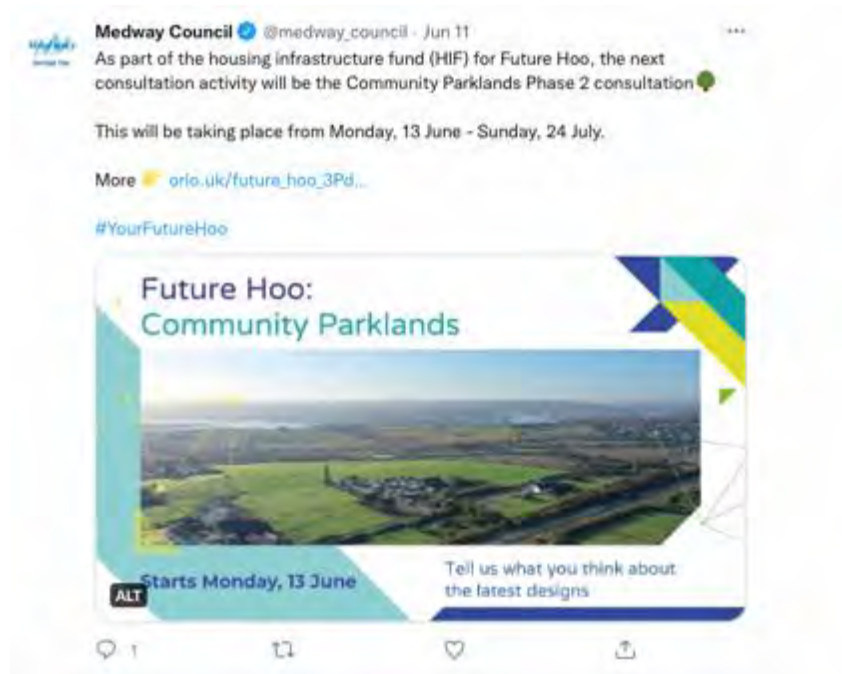 Medway Council @medway_council · Jun 11
As part of the housing infrastructure fund (HIF) for Future Hoo, the next
consultation activity will be the Community Parklands Phase 2 consultation
This will be taking place from Monday, 13 June - Sunday, 24 July.
More orlo.uk/future_hoo_3Pd...
#YourFutureHoo
Future Hoo:
Community Parklands
Starts Monday, 13 June
Tell us what you think about
the latest designs
ALT
1